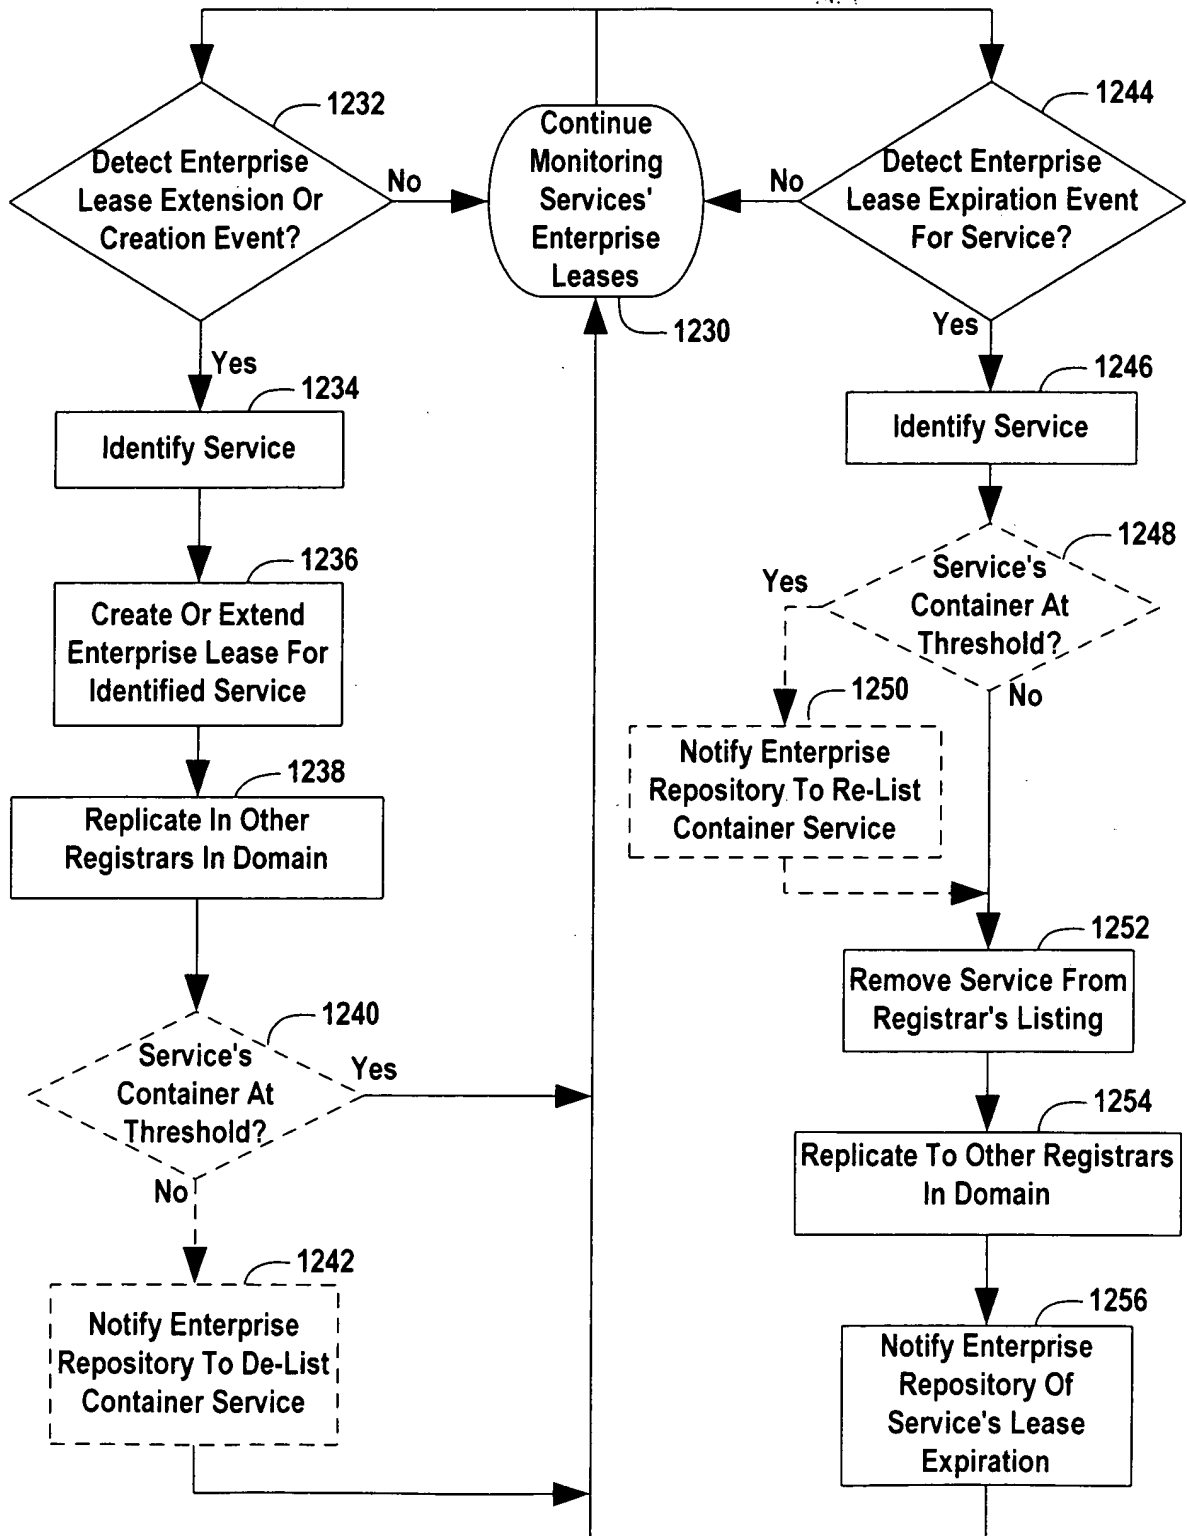 1232
Detect Enterprise
Lease Extension Or
Creation Event?
No
Yes
Continue
Monitoring
Services'
Enterprise
Leases
1230
1244
Detect Enterprise
Lease Expiration Event
For Service?
No
Yes
1234
Identify Service
1236
Create Or Extend
Enterprise Lease For
Identified Service
1238
Replicate In Other
Registrars In Domain
1240
Service's
Container At
Threshold?
Yes
No
1242
Notify Enterprise
Repository To De-List
Container Service
1246
Identify Service
1248
Service's
Container At
Threshold?
Yes
No
1250
Notify Enterprise
Repository To Re-List
Container Service
1252
Remove Service From
Registrar's Listing
1254
Replicate To Other Registrars
In Domain
1256
Notify Enterprise
Repository Of
Service's Lease
Expiration